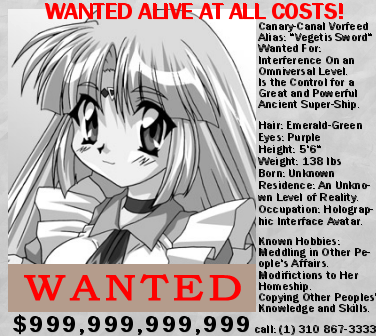 WANTED ALIVE AT ALL COSTS!
Canary-Canal Vorfeed
Alias: "Vegetis Sword"
Wanted For:
Interference On an
Omniversal Level.
Is the Control for a
Great and Powerful
Ancient Super-Ship.
Hair: Emerald-Green
Eyes: Purple
Height: 5'6"
Weight: 138 lbs
Born: Unknown
Residence: An Unkno-
wn Level of Reality.
Occupation: Holograp-
hic Interface Avatar.
Known Hobbies:
Meddling in Other Pe-
ople's Affairs.
Modifictions to Her
Homeship.
Copying Other Peoples'
Knowledge and Skills.
WANTED
$999,999,999,999
call: (1) 310 867-3333